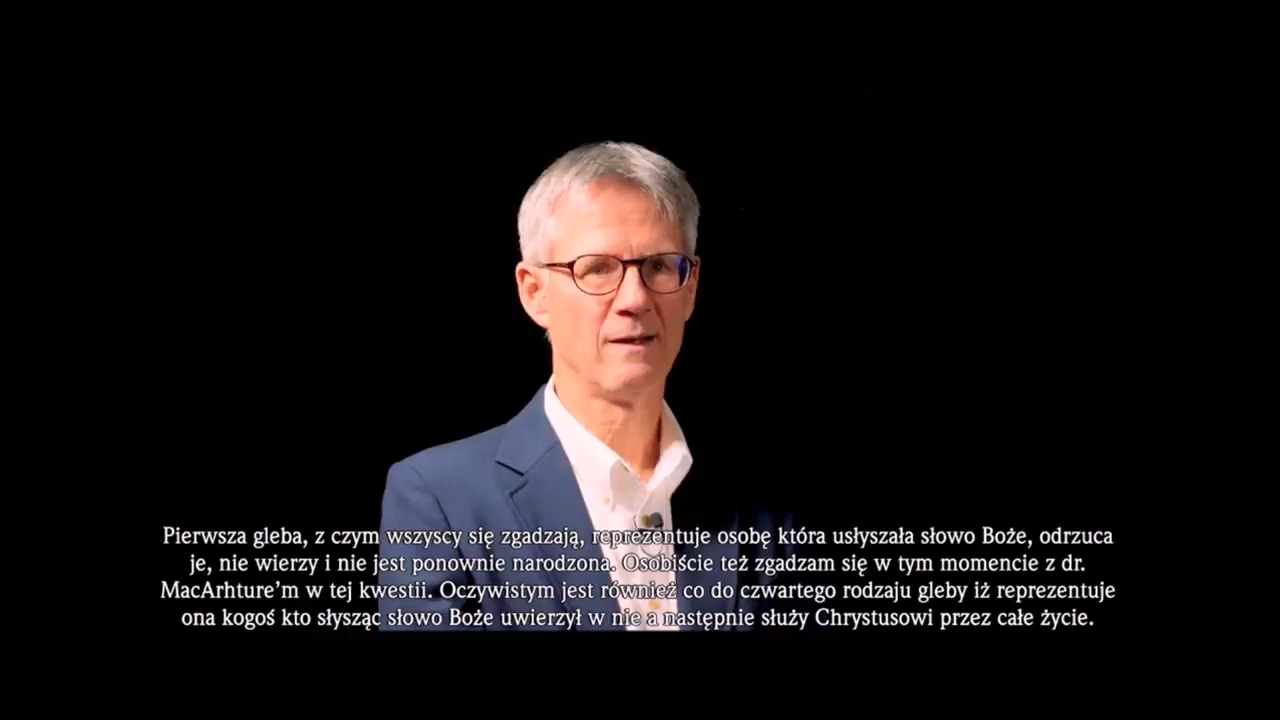 Pierwsza gleba, z czym wszyscy się zgadzają, reprezentuje osobę która usłyszała słowo Boże, odrzuca
je, nie wierzy i nie jest ponownie narodzona. Osobiście też zgadzam się w tym momencie z dr.
MacArhture'm w tej kwestii. Oczywistym jest również co do czwartego rodzaju gleby iż reprezentuje
ona kogoś kto słysząc słowo Boże uwierzył w nie a następnie służy Chrystusowi przez całe życie.